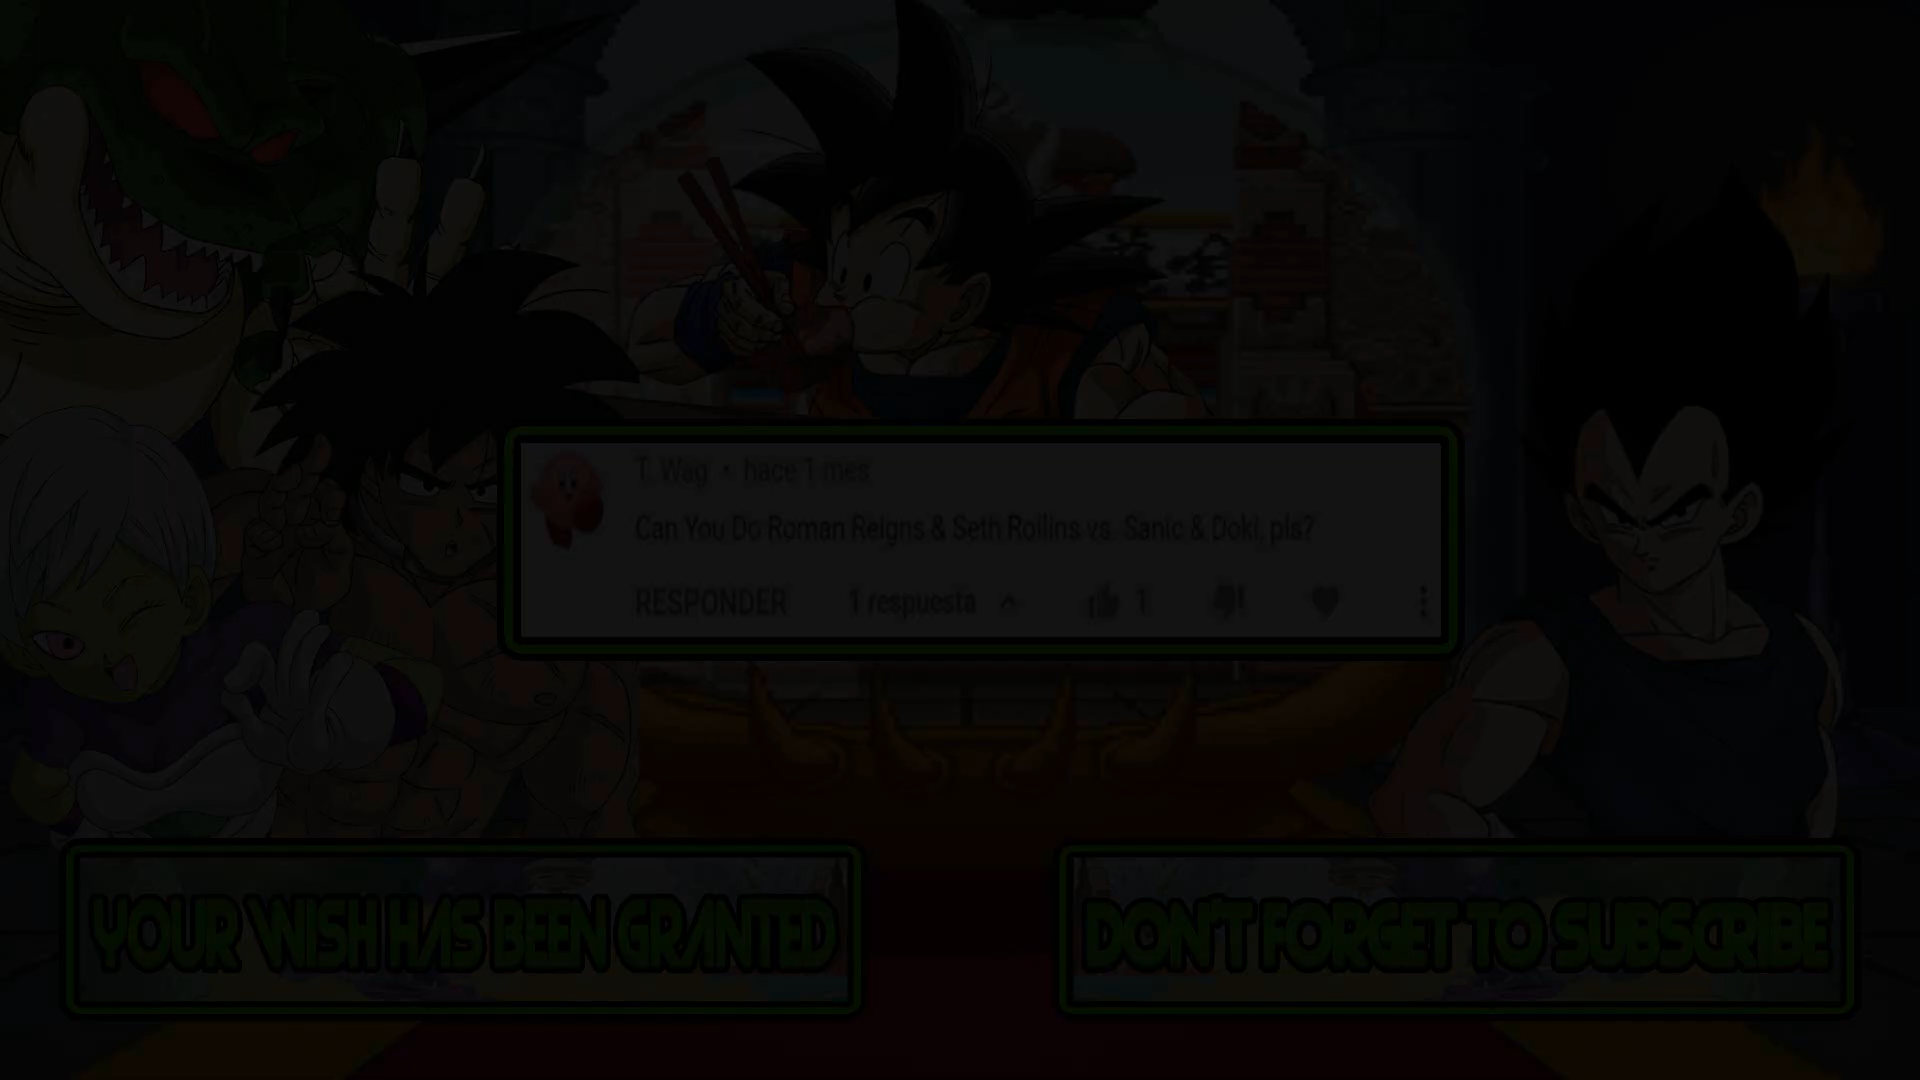 T. Wag • hace 1 mes
Can You Do Roman Reigns & Seth Rollins vs. Sanic & Doki, pls?
RESPONDER 1 respuesta 1
YOUR WISH HAS BEEN GRANTED
DON'T FORGET TO SUBSCRIBE